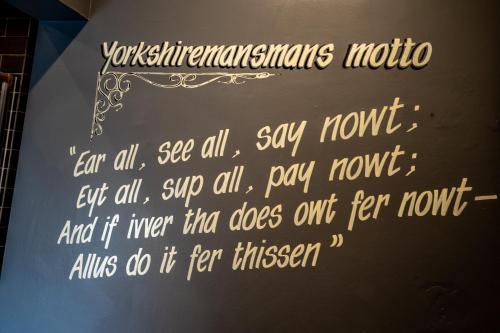 Yorkshiremansmans motto
"Ear all, see all, say nowt;
Eyt all, sup all, pay nowt;
And if ivver tha does owt fer nowt—
Allus do it fer thissen"